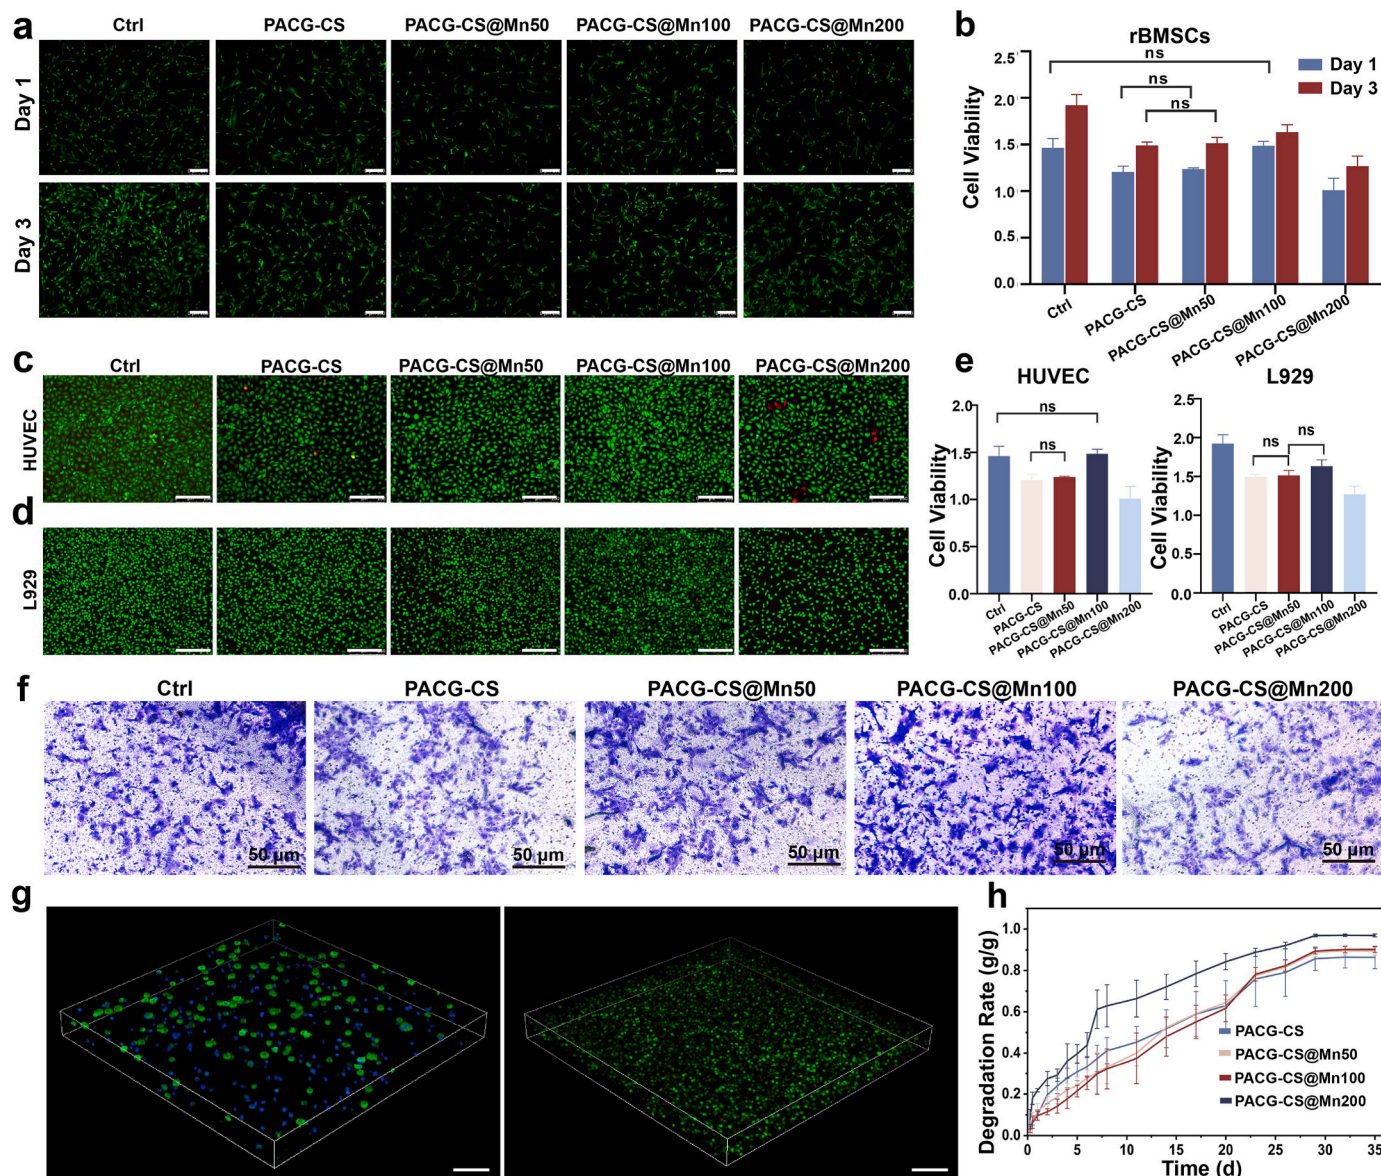 a
Ctrl PACG-CS PACG-CS@Mn50 PACG-CS@Mn100 PACG-CS@Mn200
Day 1
Day 3
b
rBMSCs
ns
ns
ns
Day 1
Day 3
Cell Viability
2.5
2.0
1.5
1.0
0.5
0.0
Ctrl PACG-CS PACG-CS@Mn50 PACG-CS@Mn100 PACG-CS@Mn200
c
Ctrl PACG-CS PACG-CS@Mn50 PACG-CS@Mn100 PACG-CS@Mn200
HUVEC
d
L929
e
HUVEC
ns
ns
Cell Viability
2.0
1.5
1.0
0.5
0.0
Ctrl PACG-CS PACG-CS@Mn50 PACG-CS@Mn100 PACG-CS@Mn200
L929
ns
ns
Cell Viability
2.5
2.0
1.5
1.0
0.5
0.0
Ctrl PACG-CS PACG-CS@Mn50 PACG-CS@Mn100 PACG-CS@Mn200
f
Ctrl PACG-CS PACG-CS@Mn50 PACG-CS@Mn100 PACG-CS@Mn200
50 μm 50 μm 50 μm 50 μm 50 μm
g
h
Degradation Rate (g/g)
1.0
0.8
0.6
0.4
0.2
0.0
PACG-CS
PACG-CS@Mn50
PACG-CS@Mn100
PACG-CS@Mn200
0 5 10 15 20 25 30 35
Time (d)